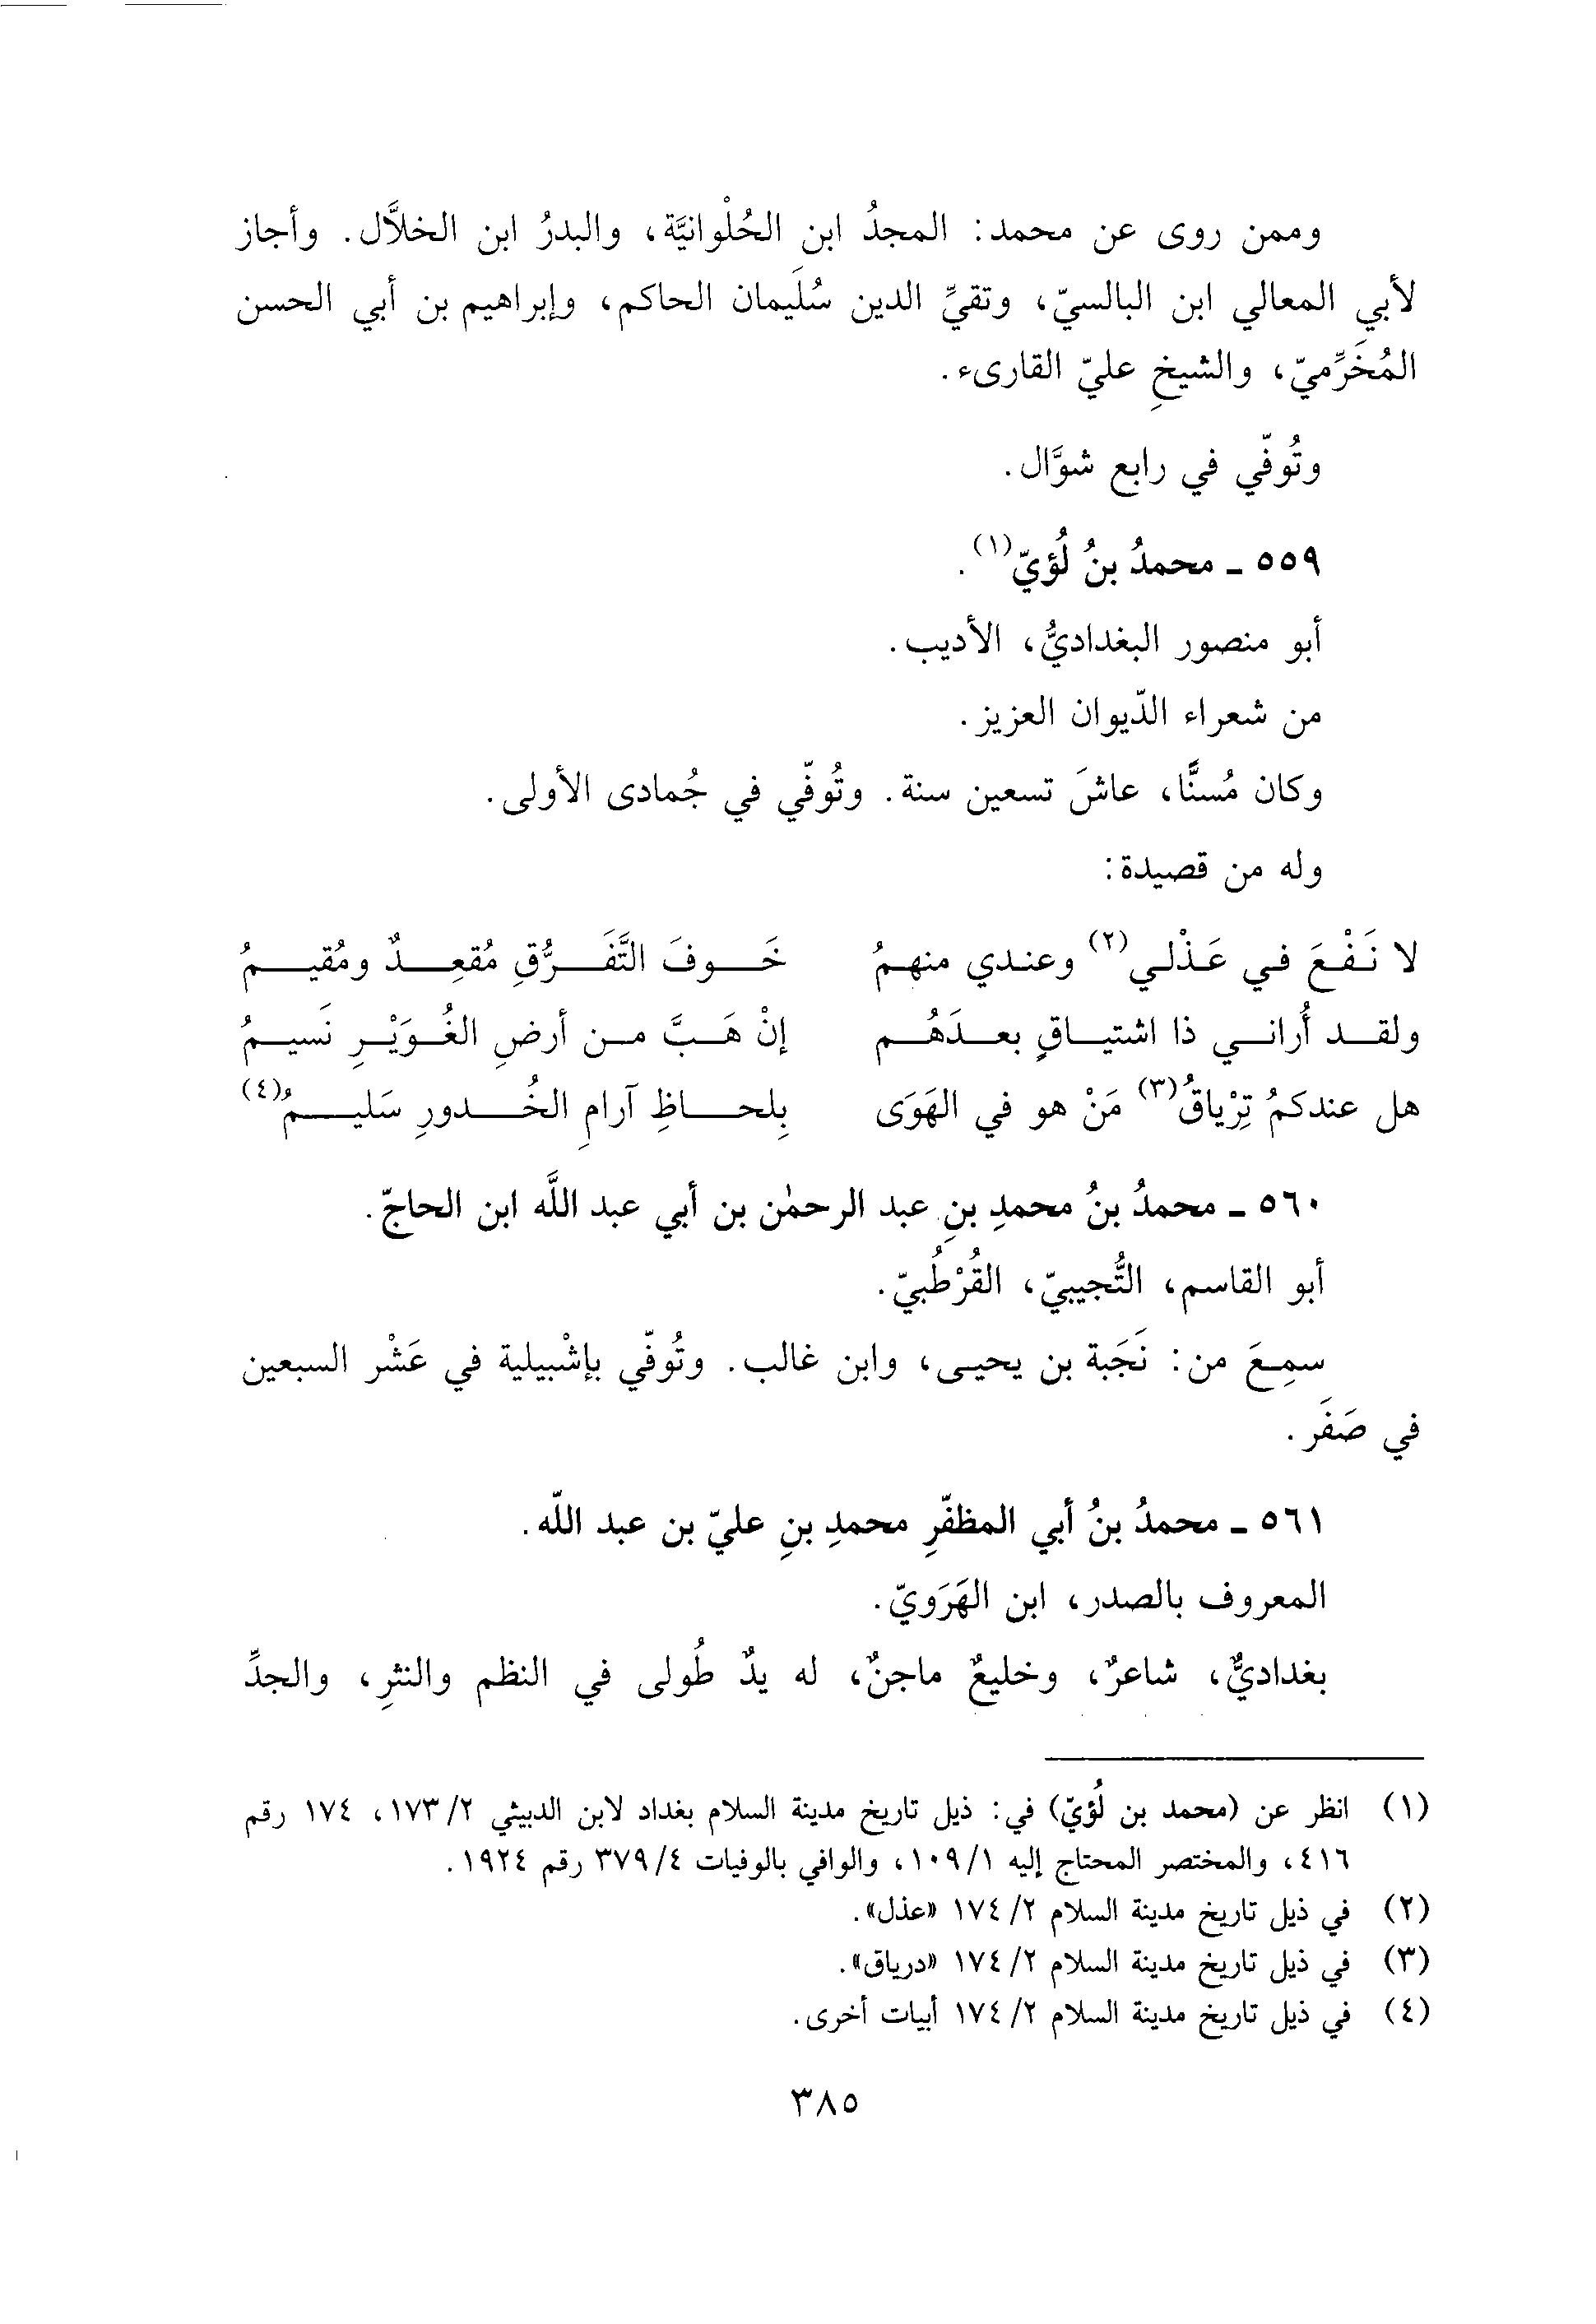 وممن روى عن محمد: المجدُ ابن الحُلْوانيَّة، والبدرُ ابن الخلاَّل. وأجاز
لأبي المعالي ابن البالسيّ، وتقيِّ الدين سُلَيمان الحاكم، وإبراهيم بن أبي الحسن
المُخَرِّميّ، والشيخِ عليّ القارىء.
وتُوفّي في رابع شوَّال.
٥٥٩ ـ محمدُ بنُ لُؤيّ(١).
أبو منصور البغداديُّ، الأديب.
من شعراء الدّيوان العزيز.
وكان مُسنًّا، عاشَ تسعين سنة. وتُوفّي في جُمادى الأولى.
وله من قصيدة:
لا نَفْعَ في عَذْلي(٢) وعندي منهمُ خَوفَ التَّفَرُّقِ مُقعِدٌ ومُقيمُ
ولقد أُراني ذا اشتياقٍ بعدَهُم إنْ هَبَّ من أرضِ الغُوَيْرِ نَسيمُ
هل عندكمُ تِرْياقُ(٣) مَنْ هو في الهَوَى بِلحاظِ آرامِ الخُدورِ سَليمُ(٤)
٥٦٠ ـ محمدُ بنُ محمدِ بنِ عبد الرحمٰن بن أبي عبد اللَّه ابن الحاجّ.
أبو القاسم، التُّجيبيّ، القُرْطُبيّ.
سمِعَ من: نَجَبة بن يحيى، وابن غالب. وتُوفّي بإشْبيلية في عَشْر السبعين
في صَفَر.
٥٦١ ـ محمدُ بنُ أبي المظفّرِ محمدِ بنِ عليّ بن عبد اللّه.
المعروف بالصدر، ابن الهَرَويّ.
بغداديٌّ، شاعرٌ، وخليعٌ ماجنٌ، له يدٌ طُولى في النظم والنثرِ، والجدِّ
(١) انظر عن (محمد بن لُؤيّ) في: ذيل تاريخ مدينة السلام بغداد لابن الدبيثي ٢/ ١٧٣، ١٧٤ رقم
٤١٦، والمختصر المحتاج إليه ١/ ١٠٩، والوافي بالوفيات ٤/ ٣٧٩ رقم ١٩٢٤.
(٢) في ذيل تاريخ مدينة السلام ٢/ ١٧٤ «عذل».
(٣) في ذيل تاريخ مدينة السلام ٢/ ١٧٤ «درياق».
(٤) في ذيل تاريخ مدينة السلام ٢/ ١٧٤ أبيات أخرى.
٣٨٥